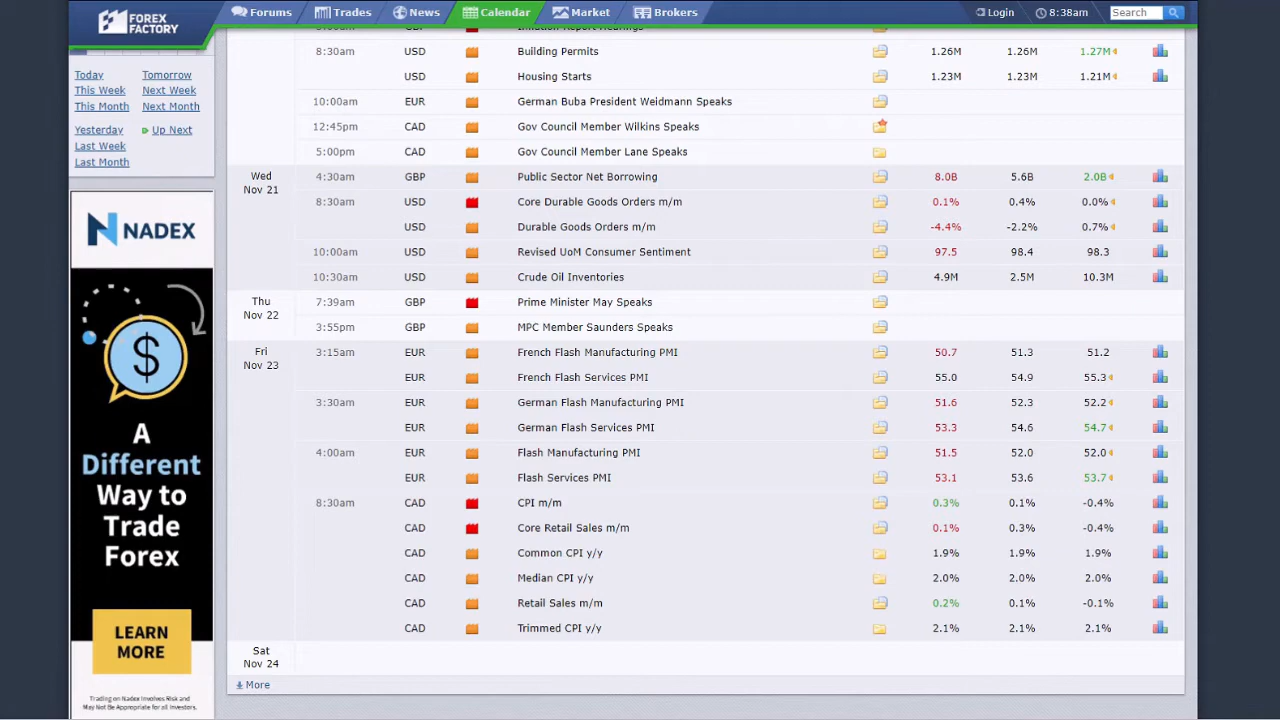 FOREX FACTORY
Forums
Trades
News
Calendar
Market
Brokers
Login
8:38am
Search
Today
Tomorrow
This Week
Next Week
This Month
Next Month
Yesterday
Up Next
Last Week
Last Month
NADEX
A
Different
Way to
Trade
Forex
LEARN
MORE
Trading on Nadex Involves Risk and
May Not Be Appropriate for all Investors.
8:30am USD Building Permits 1.26M 1.26M 1.27M
USD Housing Starts 1.23M 1.23M 1.21M
10:00am EUR German Buba President Weidmann Speaks
12:45pm CAD Gov Council Member Wilkins Speaks
5:00pm CAD Gov Council Member Lane Speaks
Wed 4:30am GBP Public Sector Net Borrowing 8.0B 5.6B 2.0B
Nov 21
8:30am USD Core Durable Goods Orders m/m 0.1% 0.4% 0.0%
USD Durable Goods Orders m/m -4.4% -2.2% 0.7%
10:00am USD Revised UoM Consumer Sentiment 97.5 98.4 98.3
10:30am USD Crude Oil Inventories 4.9M 2.5M 10.3M
Thu 7:39am GBP Prime Minister May Speaks
Nov 22
3:55pm GBP MPC Member Saunders Speaks
Fri 3:15am EUR French Flash Manufacturing PMI 50.7 51.3 51.2
Nov 23
EUR French Flash Services PMI 55.0 54.9 55.3
3:30am EUR German Flash Manufacturing PMI 51.6 52.3 52.2
EUR German Flash Services PMI 53.3 54.6 54.7
4:00am EUR Flash Manufacturing PMI 51.5 52.0 52.0
EUR Flash Services PMI 53.1 53.6 53.7
8:30am CAD CPI m/m 0.3% 0.1% -0.4%
CAD Core Retail Sales m/m 0.1% 0.3% -0.4%
CAD Common CPI y/y 1.9% 1.9% 1.9%
CAD Median CPI y/y 2.0% 2.0% 2.0%
CAD Retail Sales m/m 0.2% 0.1% -0.1%
CAD Trimmed CPI y/y 2.1% 2.1% 2.1%
Sat
Nov 24
More